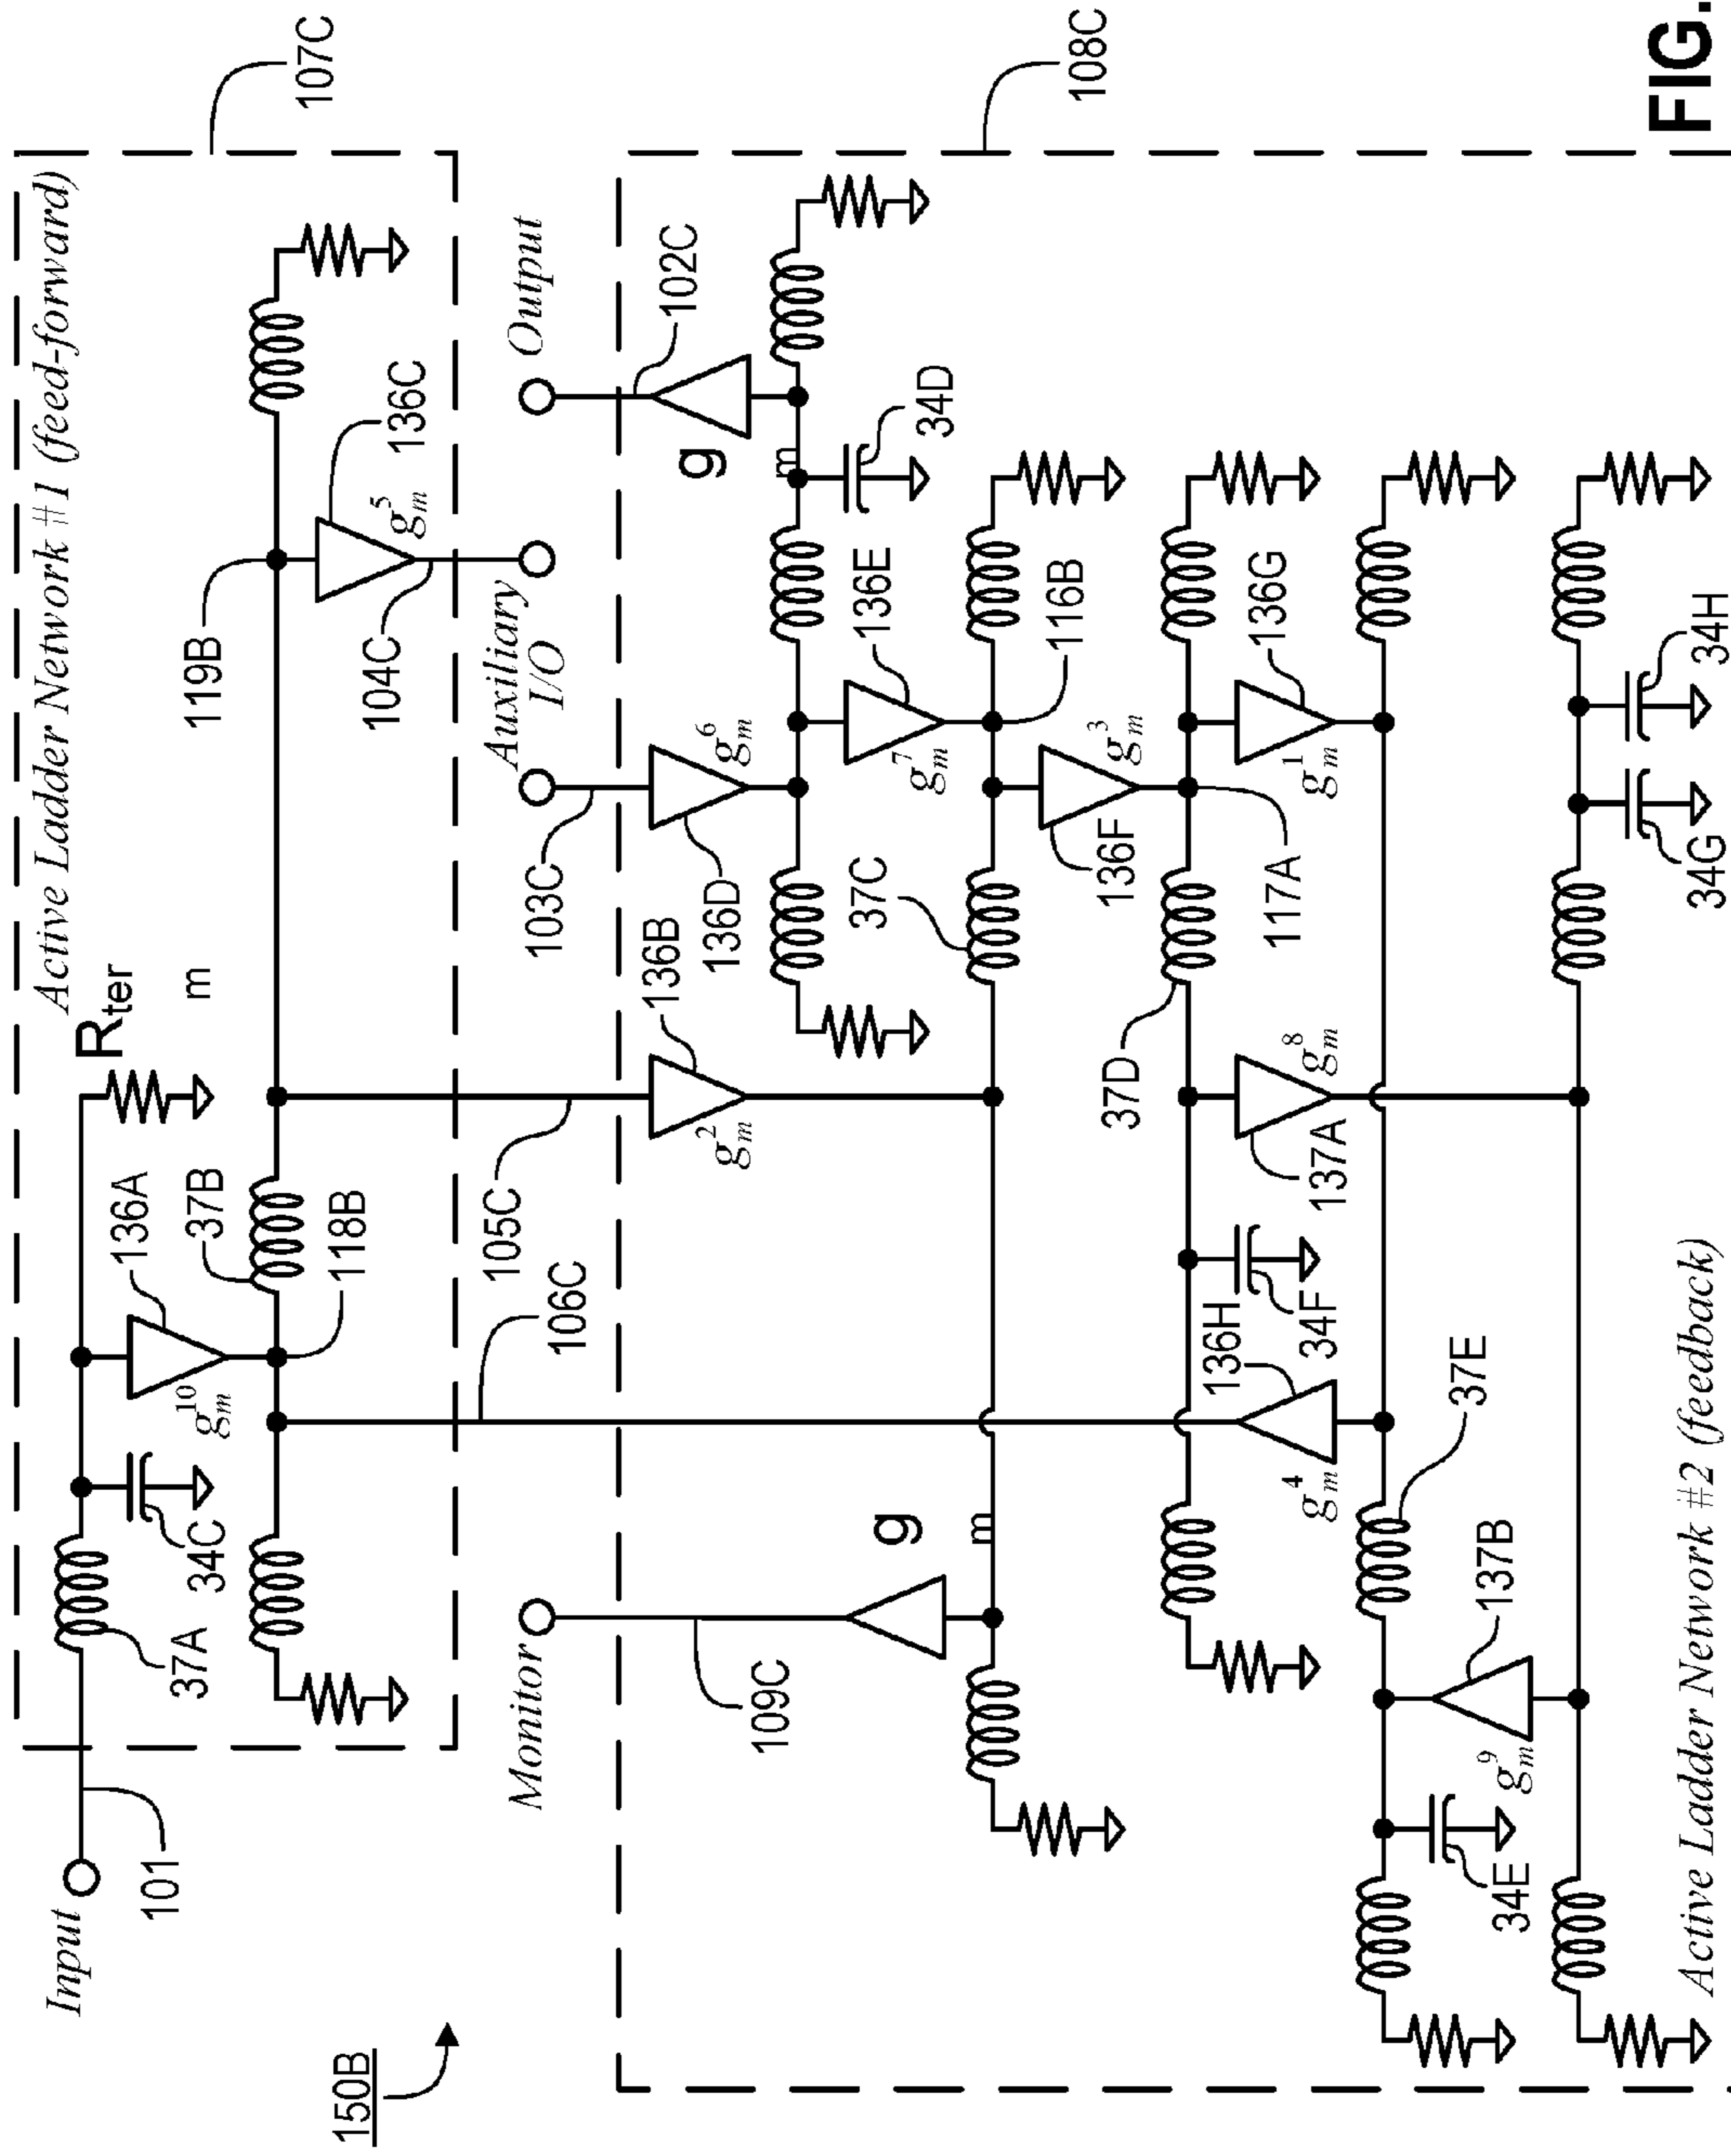 150B
Input
101
Active Ladder Network #1 (feed-forward)
107C
37A
34C
g_m^10
136A
R_ter
m
37B
118B
119B
136C
g_m^5
104C
106C
105C
Monitor
109C
g
m
Auxiliary
I/O
103C
Output
102C
108C
136B
g_m^2
136D
g_m^6
136E
g_m^7
g
m
34D
37C
116B
136F
g_m^3
117A
37D
136G
g_m^1
137A
g_m^8
34F
136H
g_m^4
37E
137B
g_m^9
34E
34G
34H
Active Ladder Network #2 (feedback)
FIG.